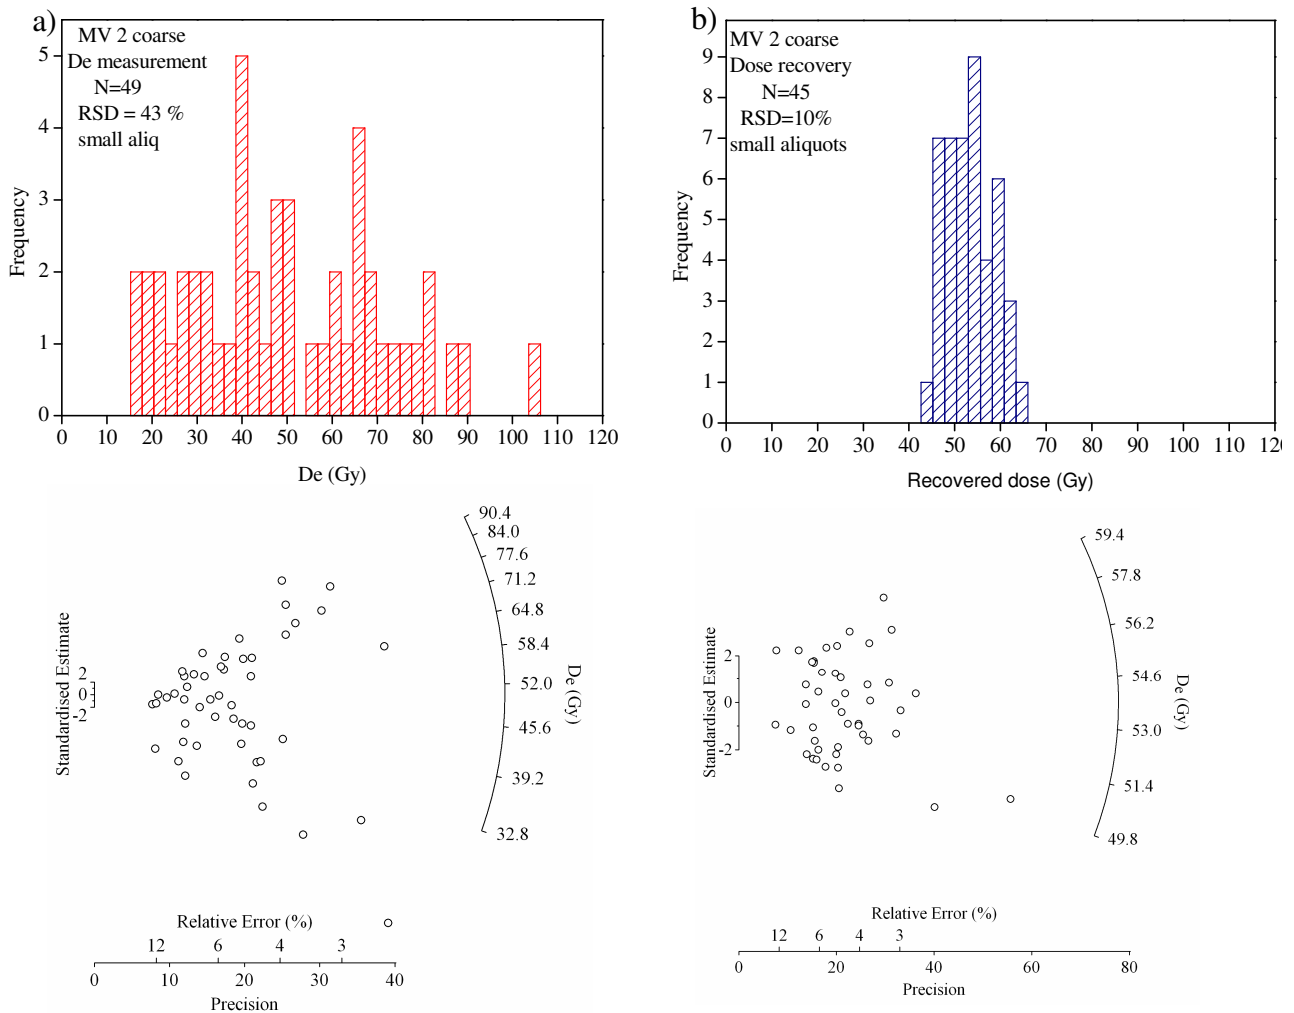 a)
MV 2 coarse
De measurement
N=49
RSD = 43 %
small aliq
5
4
3
2
1
0
Frequency
0 10 20 30 40 50 60 70 80 90 100 110 120
De (Gy)
b)
MV 2 coarse
Dose recovery
N=45
RSD=10%
small aliquots
9
8
7
6
5
4
3
2
1
0
Frequency
0 10 20 30 40 50 60 70 80 90 100 110 120
Recovered dose (Gy)
90.4
84.0
77.6
71.2
64.8
58.4
52.0
45.6
39.2
32.8
De (Gy)
Standardised Estimate
2
0
-2
Relative Error (%)
12 6 4 3
0 10 20 30 40
Precision
59.4
57.8
56.2
54.6
53.0
51.4
49.8
De (Gy)
Standardised Estimate
2
0
-2
Relative Error (%)
12 6 4 3
0 20 40 60 80
Precision